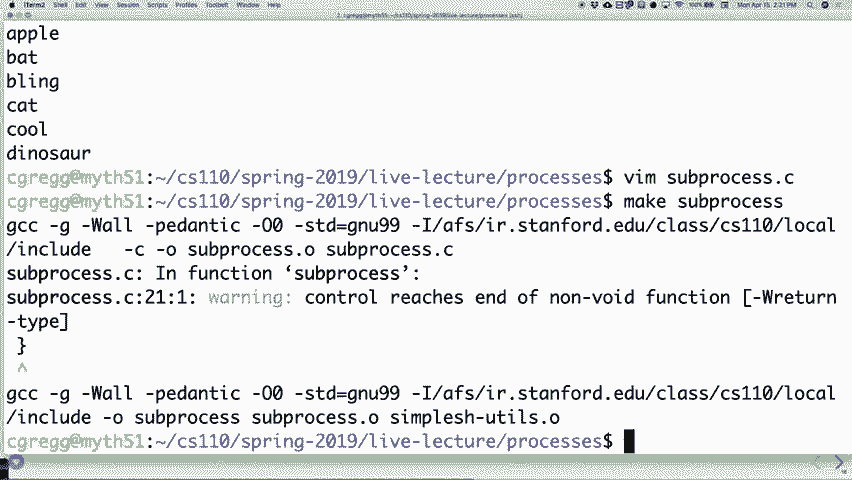 iTerm2 Shell Edit View Session Scripts Profiles Toolbelt Window Help
apple
bat
bling
cat
cool
dinosaur
cgregg@myth51:~/cs110/spring-2019/live-lecture/processes$ vim subprocess.c
cgregg@myth51:~/cs110/spring-2019/live-lecture/processes$ make subprocess
gcc -g -Wall -pedantic -O0 -std=gnu99 -I/afs/ir.stanford.edu/class/cs110/local
/include   -c -o subprocess.o subprocess.c
subprocess.c: In function ‘subprocess’:
subprocess.c:21:1: warning: control reaches end of non-void function [-Wreturn
-type]
 }
 ^
gcc -g -Wall -pedantic -O0 -std=gnu99 -I/afs/ir.stanford.edu/class/cs110/local
/include -o subprocess subprocess.o simplesh-utils.o
cgregg@myth51:~/cs110/spring-2019/live-lecture/processes$